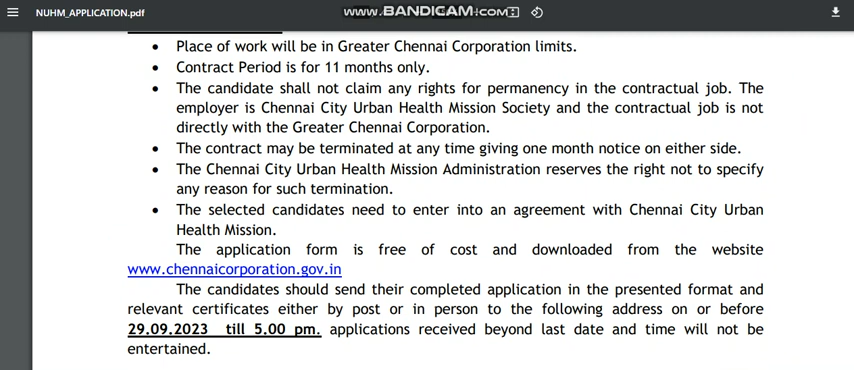 NUHM_APPLICATION.pdf
www.BANDICAM.com
• Place of work will be in Greater Chennai Corporation limits.
• Contract Period is for 11 months only.
• The candidate shall not claim any rights for permanency in the contractual job. The
employer is Chennai City Urban Health Mission Society and the contractual job is not
directly with the Greater Chennai Corporation.
• The contract may be terminated at any time giving one month notice on either side.
• The Chennai City Urban Health Mission Administration reserves the right not to specify
any reason for such termination.
• The selected candidates need to enter into an agreement with Chennai City Urban
Health Mission.
The application form is free of cost and downloaded from the website
www.chennaicorporation.gov.in
The candidates should send their completed application in the presented format and
relevant certificates either by post or in person to the following address on or before
29.09.2023 till 5.00 pm. applications received beyond last date and time will not be
entertained.